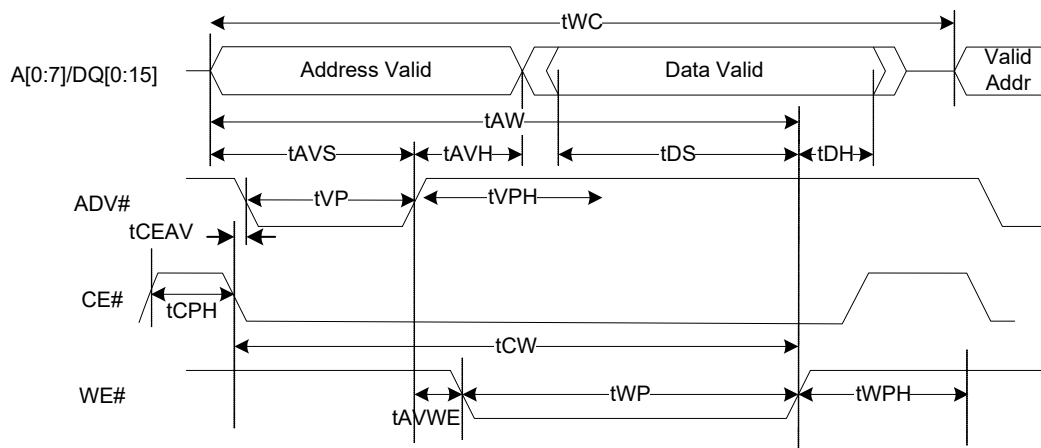 tWC
A[0:7]/DQ[0:15]
Address Valid
Data Valid
Valid
Addr
tAW
tAVS
tAVH
tDS
tDH
ADV#
tVP
tVPH
tCEAV
CE#
tCPH
tCW
WE#
tAVWE
tWP
tWPH